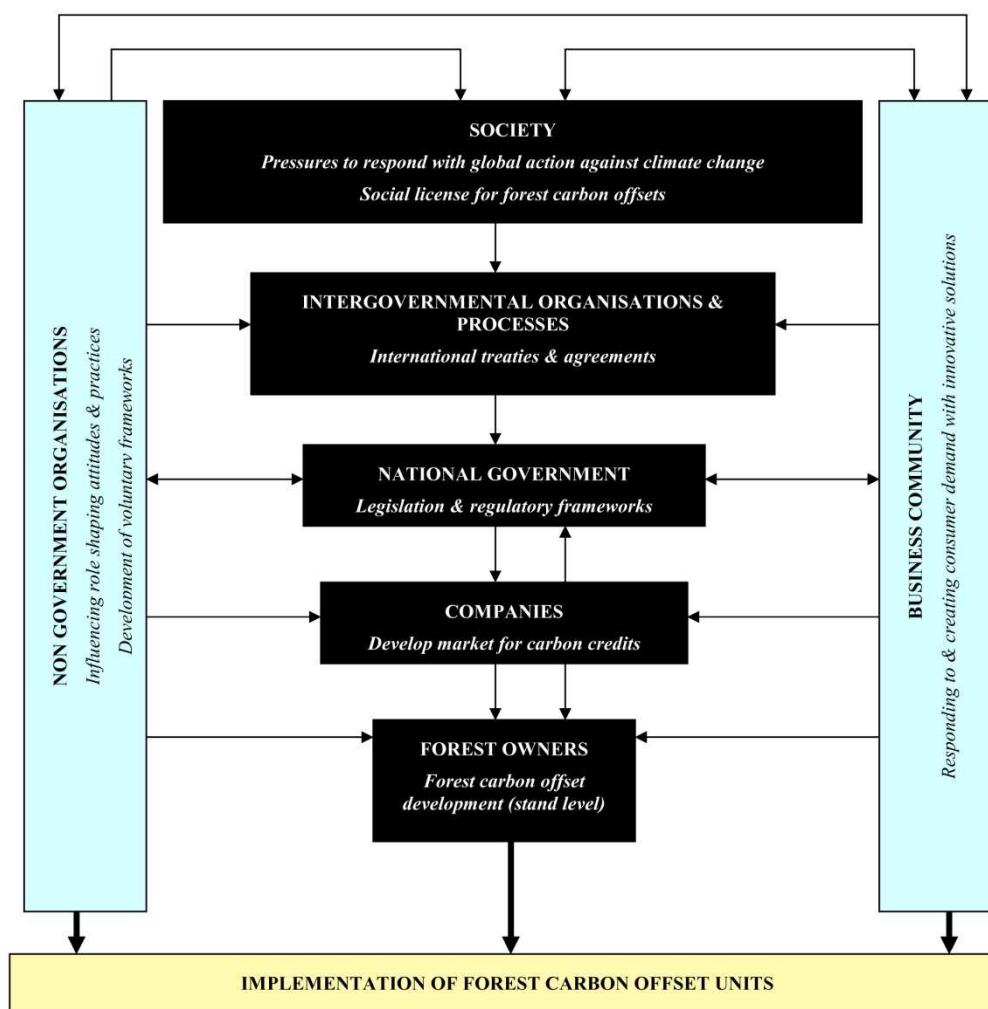 SOCIETY
Pressures to respond with global action against climate change
Social license for forest carbon offsets
INTERGOVERNMENTAL ORGANISATIONS &
PROCESSES
International treaties & agreements
NATIONAL GOVERNMENT
Legislation & regulatory frameworks
COMPANIES
Develop market for carbon credits
FOREST OWNERS
Forest carbon offset
development (stand level)
NON GOVERNMENT ORGANISATIONS
Influencing role shaping attitudes & practices
Development of voluntary frameworks
BUSINESS COMMUNITY
Responding to & creating consumer demand with innovative solutions
IMPLEMENTATION OF FOREST CARBON OFFSET UNITS